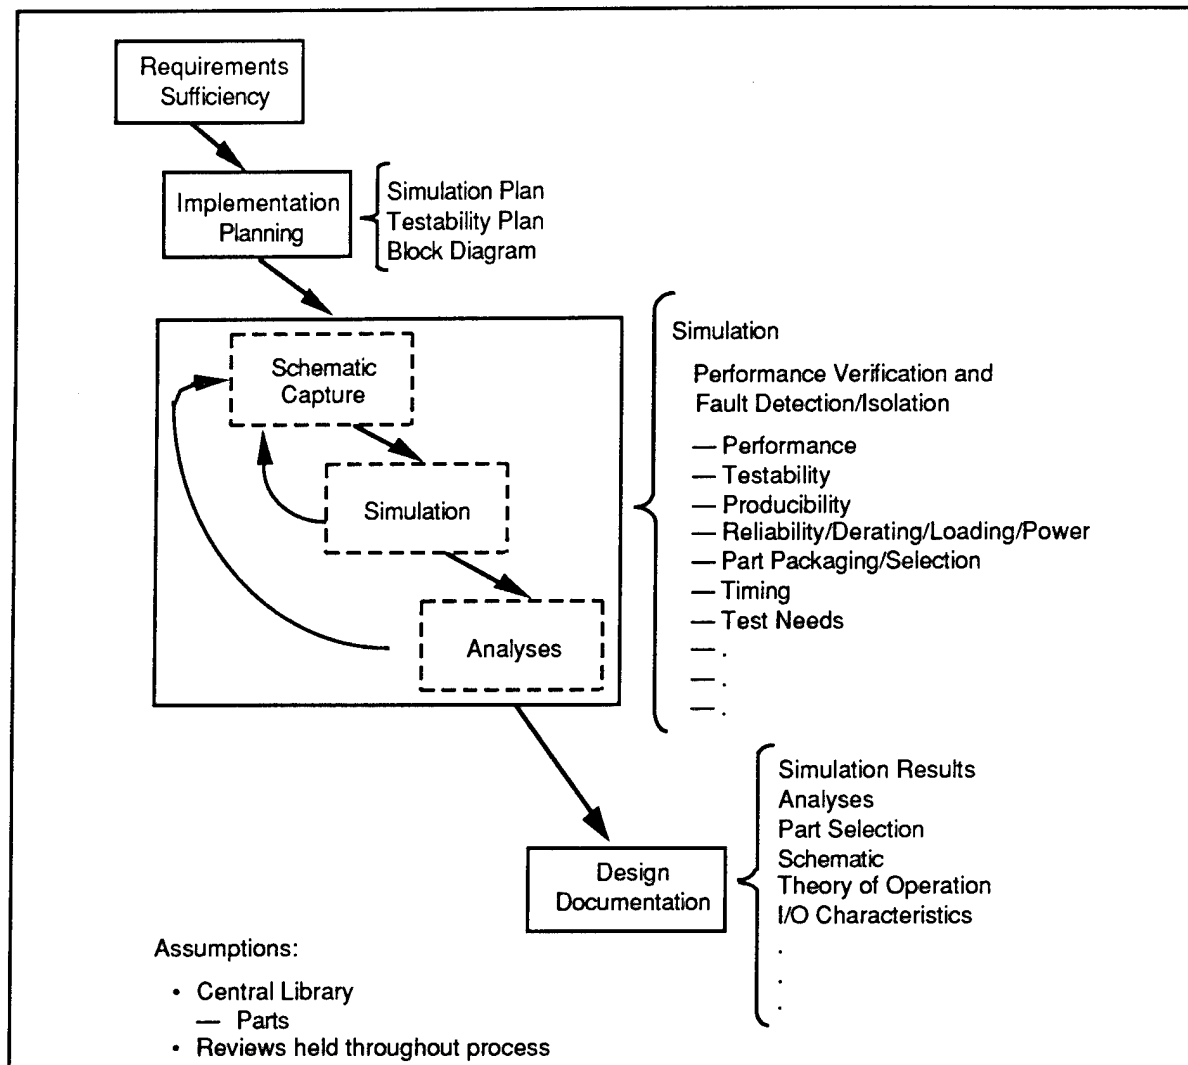 Requirements
Sufficiency
Implementation
Planning
Simulation Plan
Testability Plan
Block Diagram
Schematic
Capture
Simulation
Analyses
Simulation
Performance Verification and
Fault Detection/Isolation
— Performance
— Testability
— Producibility
— Reliability/Derating/Loading/Power
— Part Packaging/Selection
— Timing
— Test Needs
— .
— .
— .
Design
Documentation
Simulation Results
Analyses
Part Selection
Schematic
Theory of Operation
I/O Characteristics
.
.
.
Assumptions:
• Central Library
— Parts
• Reviews held throughout process